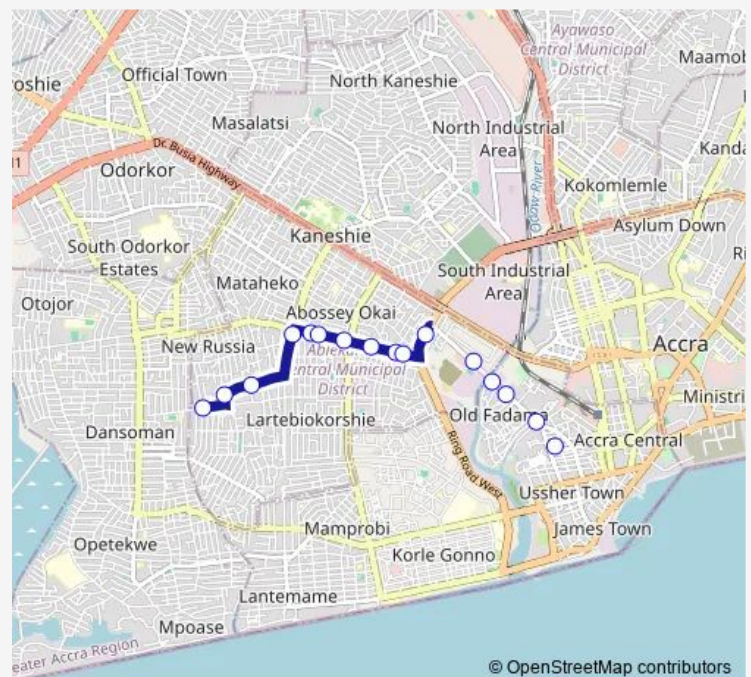 Ayawaso
Central Municipal
District
Maamob
oshie
Official Town
North Kaneshie
Masalatsi
North Industrial
Area
Kanda
Dr. Busia Highway
Odorkor
Odaw River
Kokomlemle
Kaneshie
Asylum Down
South Odorkor
Estates
South Industrial
Area
Mataheko
Otojor
Abossey Okai
New Russia
Accra
entral Municipal
District
Ministri
Old Fadama
Lartebiokorshie
Dansoman
Accra Central
Ring Road West
Ussher Town
James Town
Mamprobi
Opetekwe
Korle Gonno
Lantemame
Mpoase
eater Accra Region
© OpenStreetMap contributors